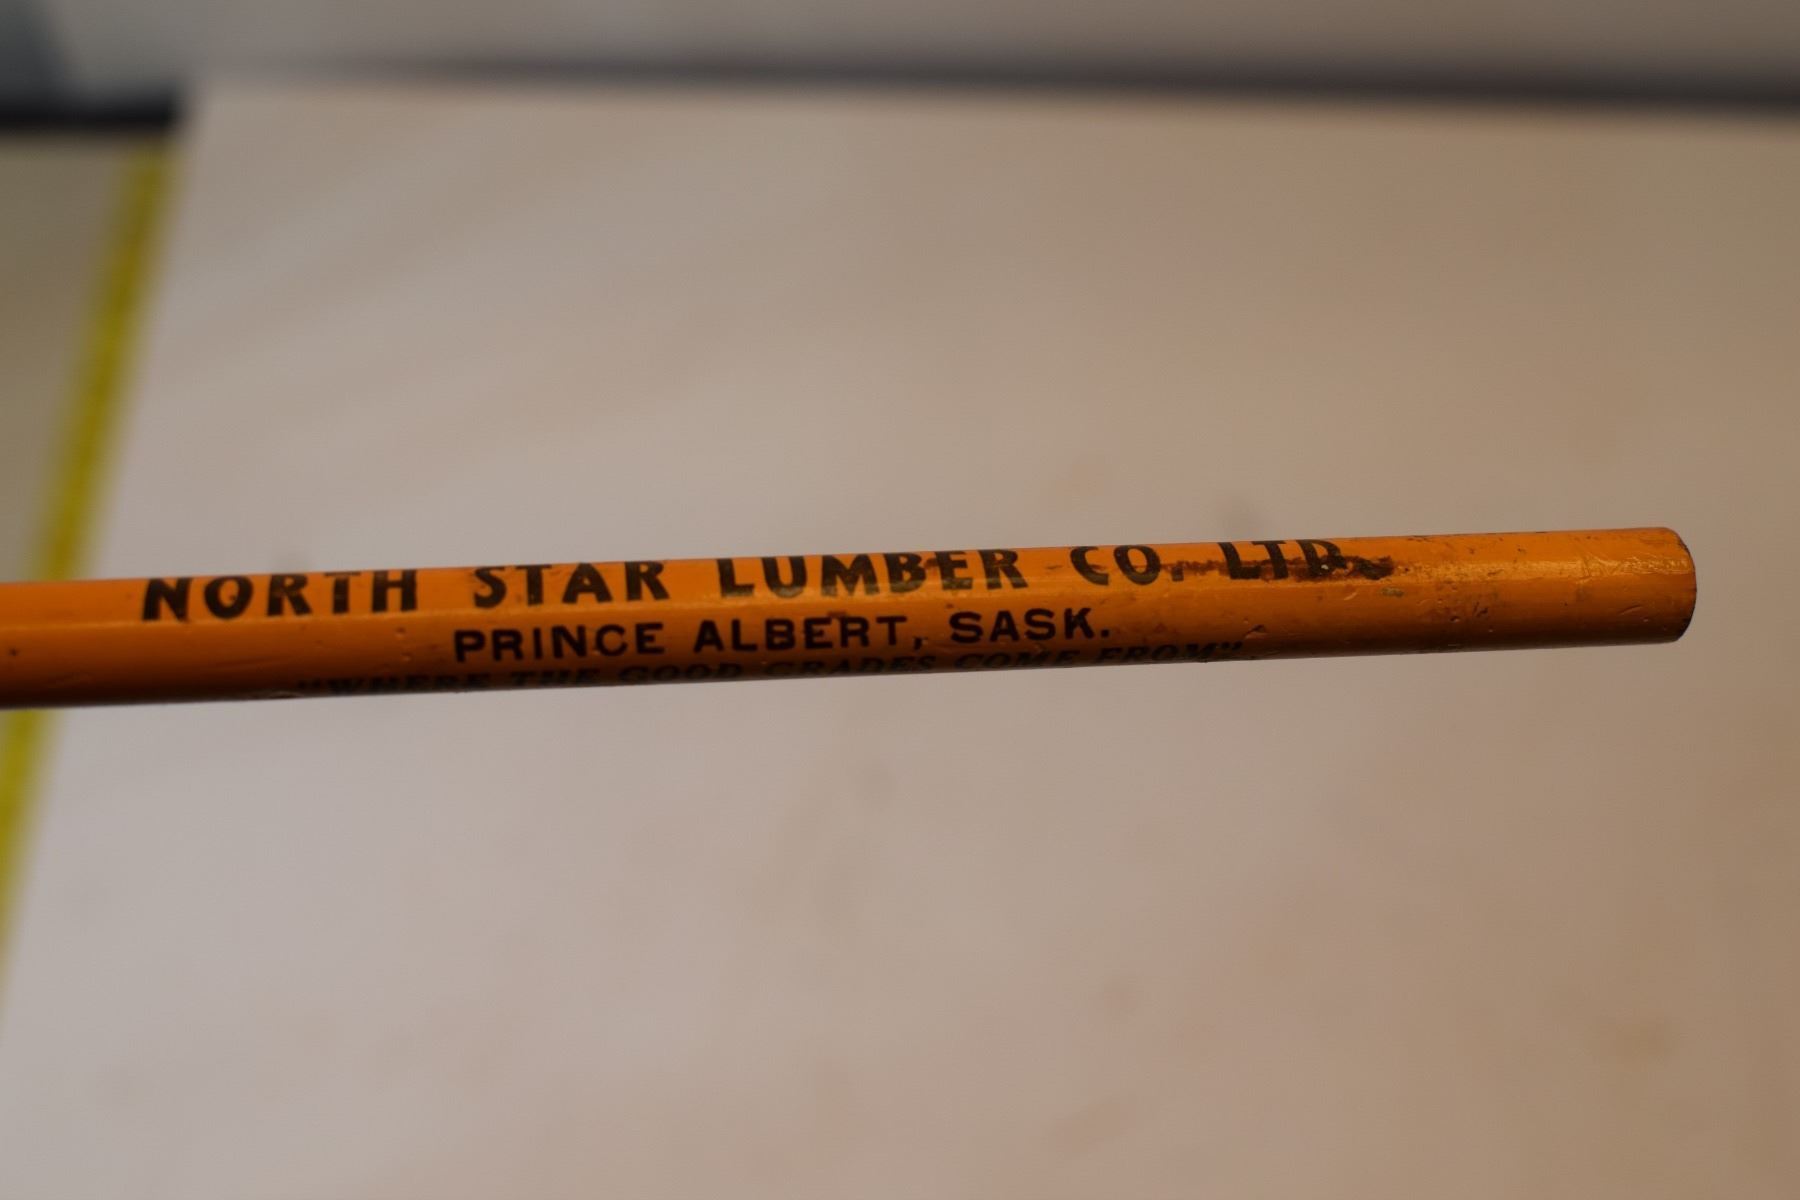 NORTH STAR LUMBER CO. LTD.
PRINCE ALBERT, SASK.
"WHERE THE GOOD GRADES COME FROM"